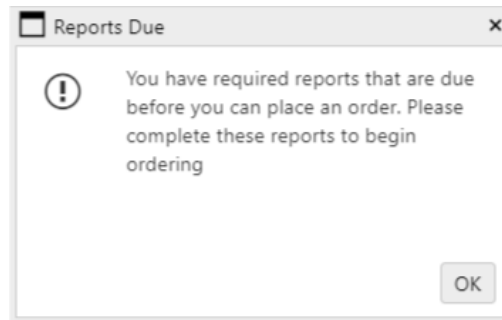 Reports Due
You have required reports that are due
before you can place an order. Please
complete these reports to begin
ordering
OK